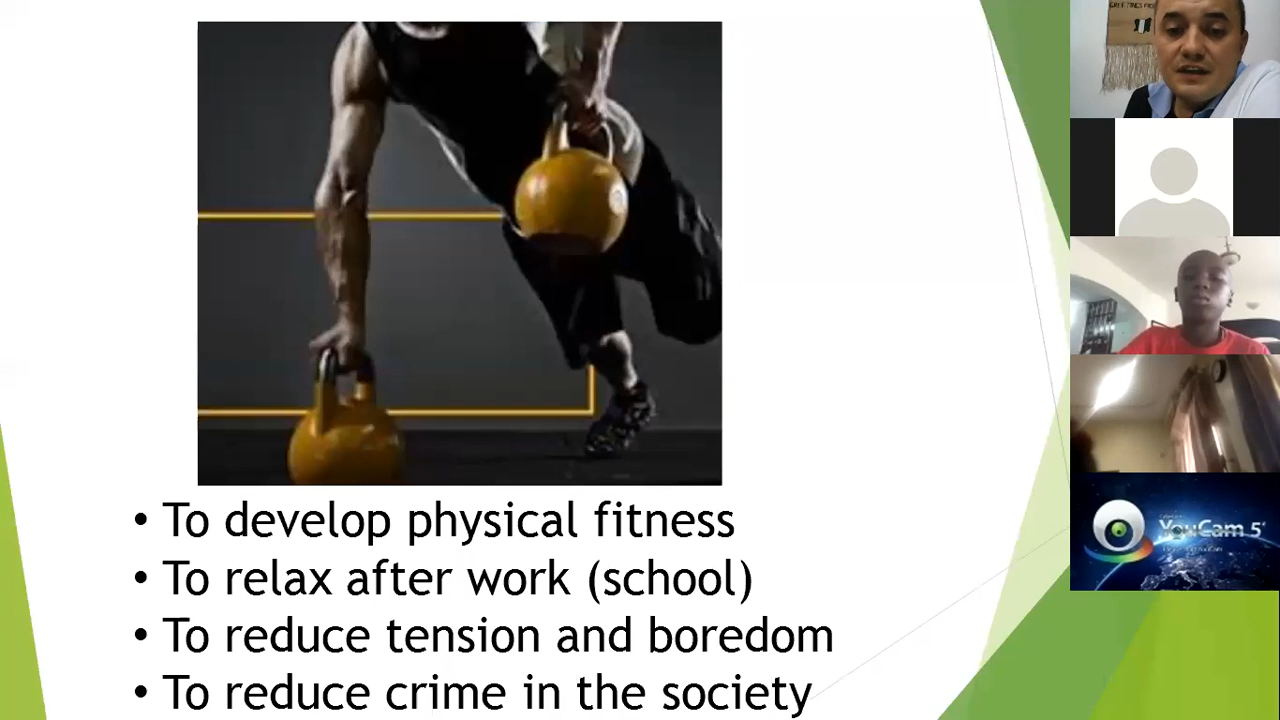 • To develop physical fitness
• To relax after work (school)
• To reduce tension and boredom
• To reduce crime in the society
YouCam 5